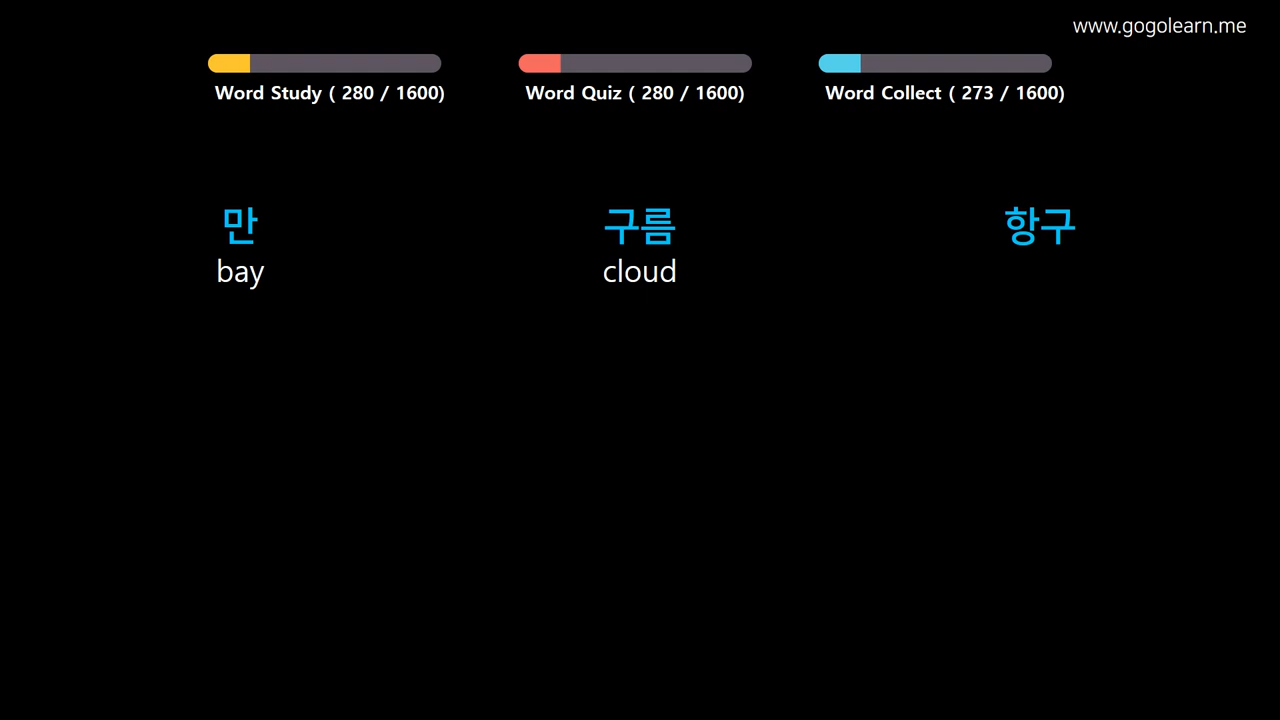 www.gogolearn.me
Word Study ( 280 / 1600)
Word Quiz ( 280 / 1600)
Word Collect ( 273 / 1600)
만
bay
구름
cloud
항구